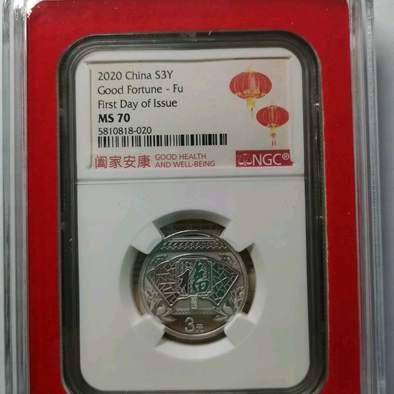 2020 China S3Y
Good Fortune - Fu
First Day of Issue
MS 70
5810818-020
阖家安康 GOOD HEALTH
AND WELL-BEING
NGC®
福
3元